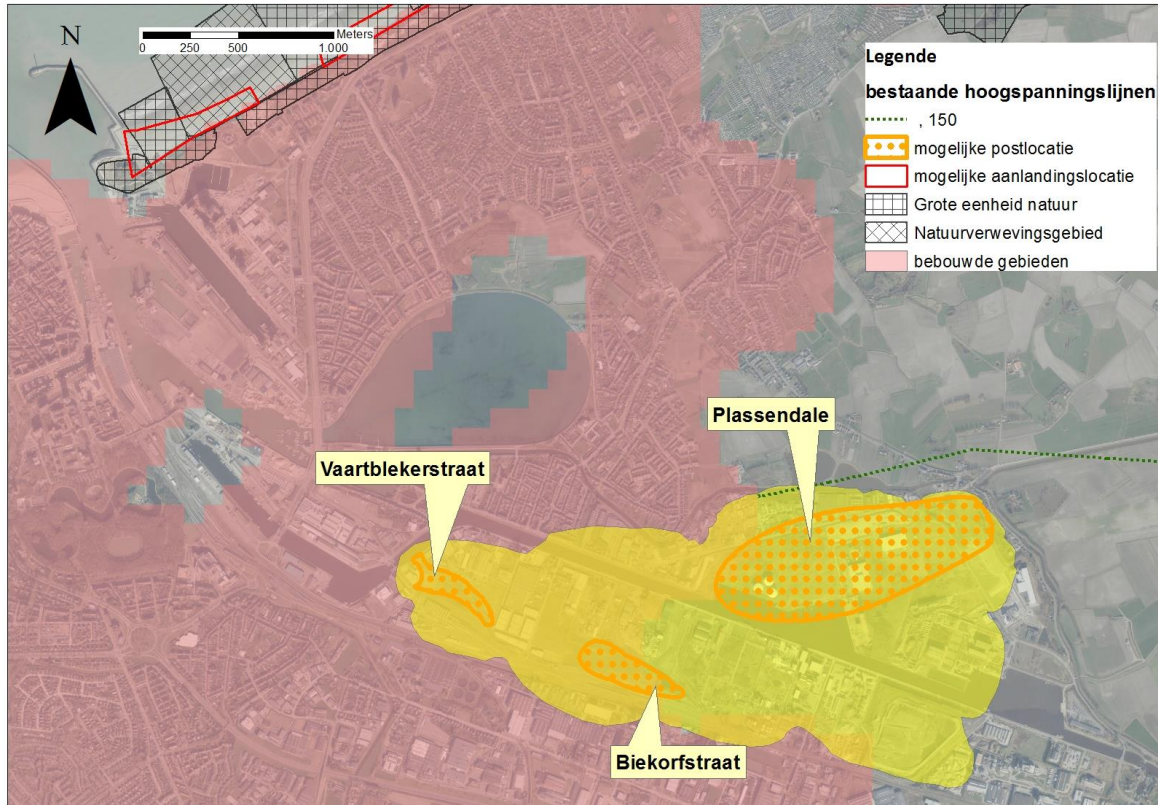 N
Meters
0 250 500 1.000
Legende
bestaande hoogspanningslijnen
, 150
mogelijke postlocatie
mogelijke aanlandingslocatie
Grote eenheid natuur
Natuurverwevingsgebied
bebouwde gebieden
Plassendale
Vaartblekerstraat
Biekorfstraat